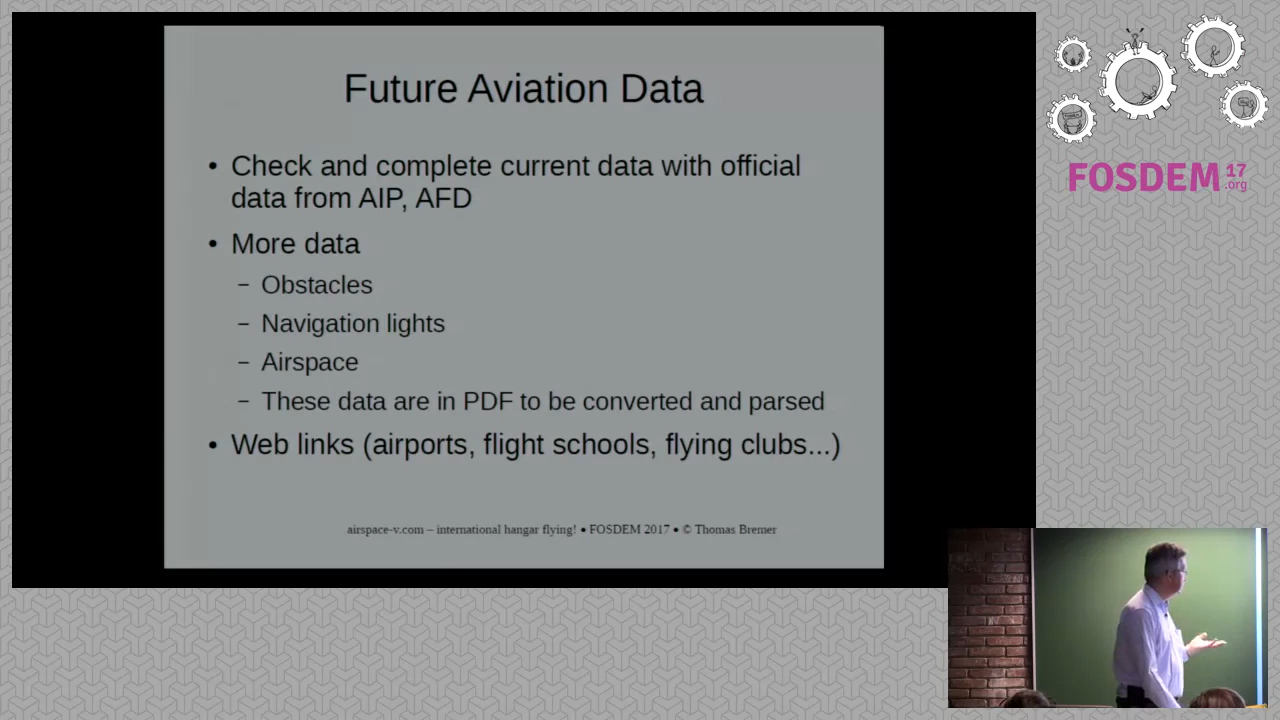 Future Aviation Data
• Check and complete current data with official
data from AIP, AFD
• More data
– Obstacles
– Navigation lights
– Airspace
– These data are in PDF to be converted and parsed
• Web links (airports, flight schools, flying clubs...)
airspace-v.com – international hangar flying! • FOSDEM 2017 • © Thomas Bremer
FOSDEM 17
.org